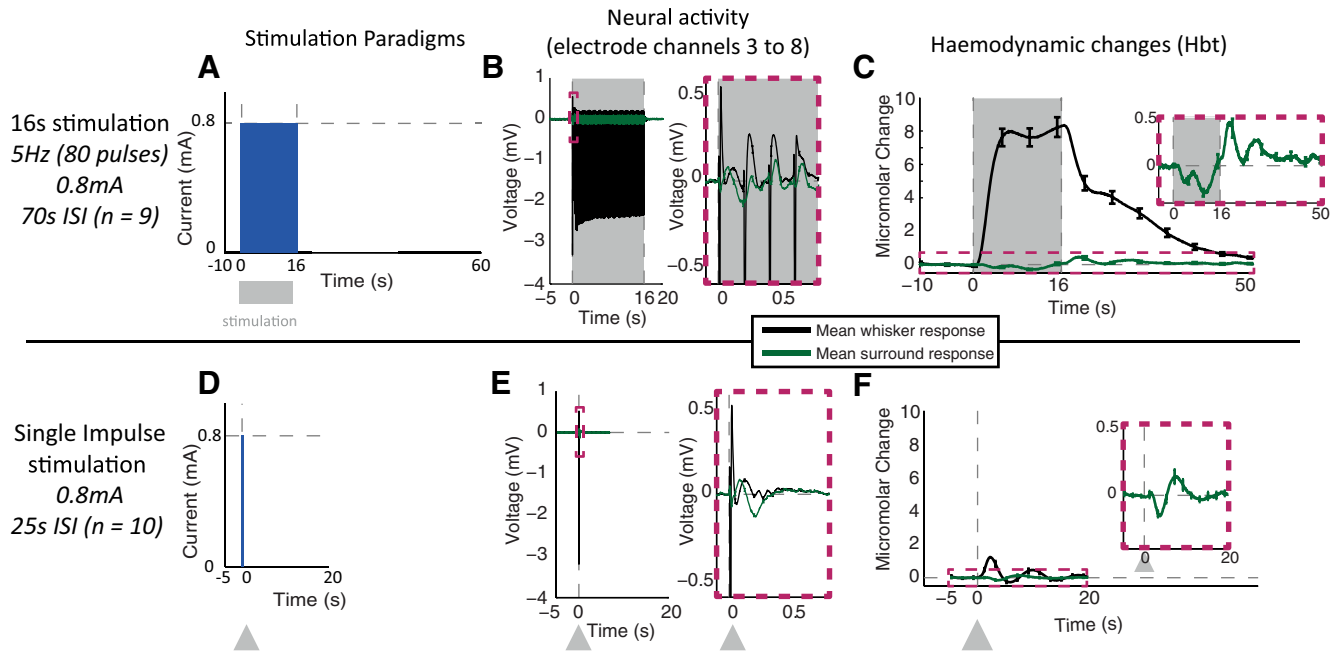 Stimulation Paradigms
Neural activity
(electrode channels 3 to 8)
Haemodynamic changes (Hbt)
16s stimulation
5Hz (80 pulses)
0.8mA
70s ISI (n = 9)
A
Current (mA)
0.8
0
-10 0 16 60
Time (s)
stimulation
B
Voltage (mV)
1
0
−1
−2
−3
−4
−5 0 16 20
Time (s)
Voltage (mV)
0.5
0
−0.5
0 0.5
C
Micromolar Change
10
8
6
4
2
0
−10 0 16 50
Time (s)
0.5
0
0 16 50
Mean whisker response
Mean surround response
Single Impulse
stimulation
0.8mA
25s ISI (n = 10)
D
Current (mA)
0.8
0
-5 0 20
Time (s)
E
Voltage (mV)
1
0
−1
−2
−3
−4
−5 0 20
Time (s)
Voltage (mV)
0.5
0
−0.5
0 0.5
F
Micromolar Change
10
8
6
4
2
0
−5 0 20
Time (s)
0.5
0
0 20